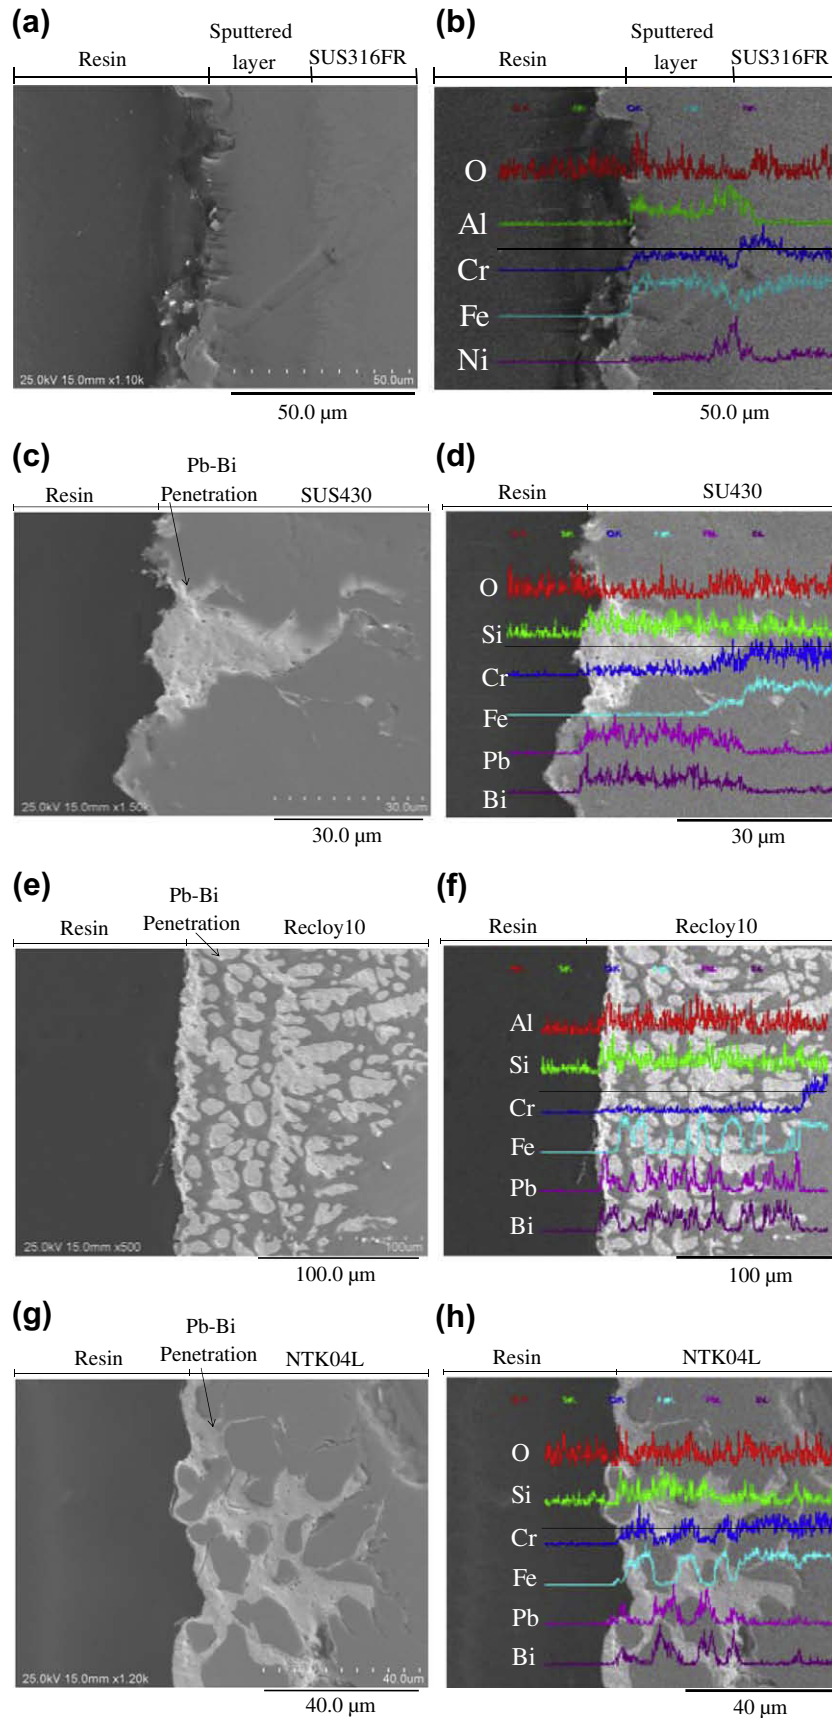 (a)
Resin
Sputtered
layer
SUS316FR
25.0kV 15.0mm x1.10k
50.0um
50.0 µm
(b)
Resin
Sputtered
layer
SUS316FR
O
Al
Cr
Fe
Ni
50.0 µm
(c)
Resin
Pb-Bi
Penetration
SUS430
25.0kV 15.0mm x1.50k
30.0um
30.0 µm
(d)
Resin
SU430
O
Si
Cr
Fe
Pb
Bi
30 µm
(e)
Resin
Pb-Bi
Penetration
Recloy10
25.0kV 15.0mm x500
100um
100.0 µm
(f)
Resin
Recloy10
Al
Si
Cr
Fe
Pb
Bi
100 µm
(g)
Resin
Pb-Bi
Penetration
NTK04L
25.0kV 15.0mm x1.20k
40.0um
40.0 µm
(h)
Resin
NTK04L
O
Si
Cr
Fe
Pb
Bi
40 µm